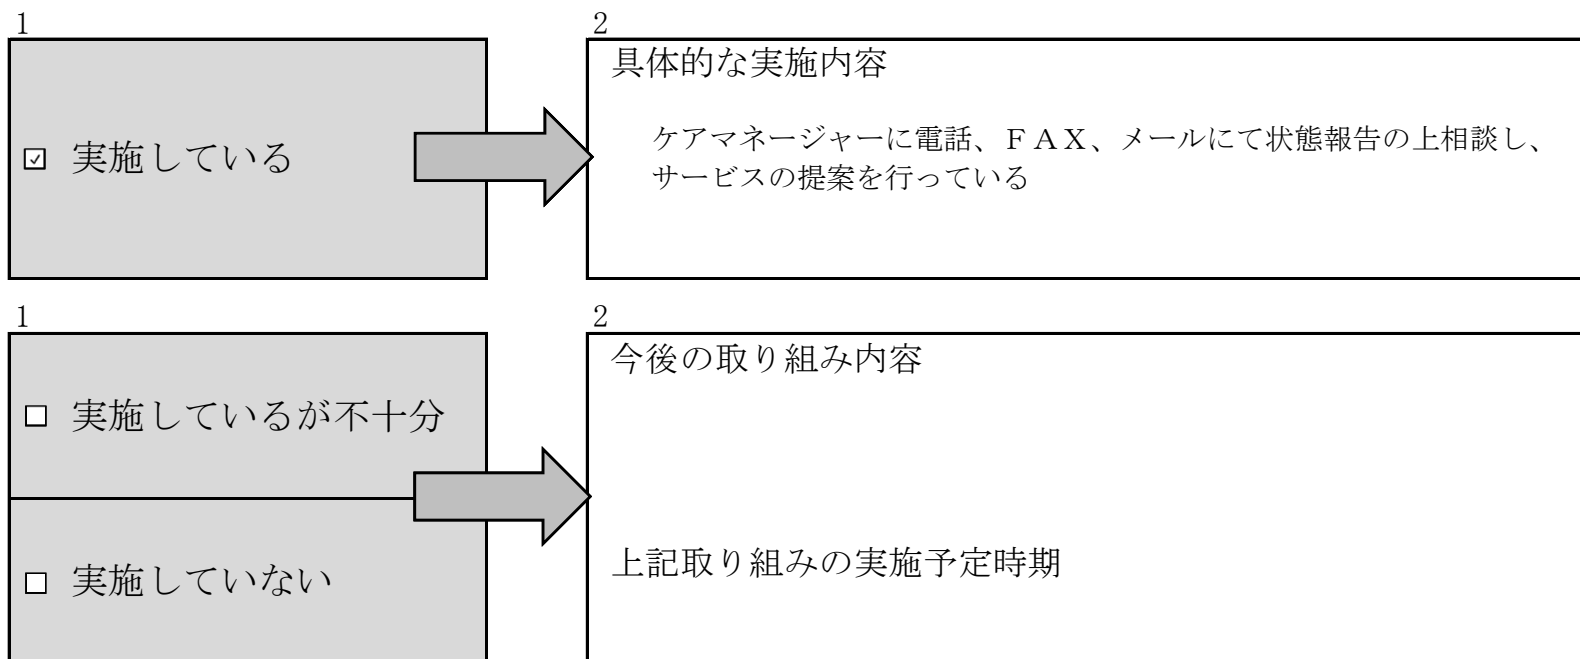 1
2
☑ 実施している
具体的な実施内容
ケアマネージャーに電話、ＦＡＸ、メールにて状態報告の上相談し、
サービスの提案を行っている
1
2
□ 実施しているが不十分
□ 実施していない
今後の取り組み内容
上記取り組みの実施予定時期